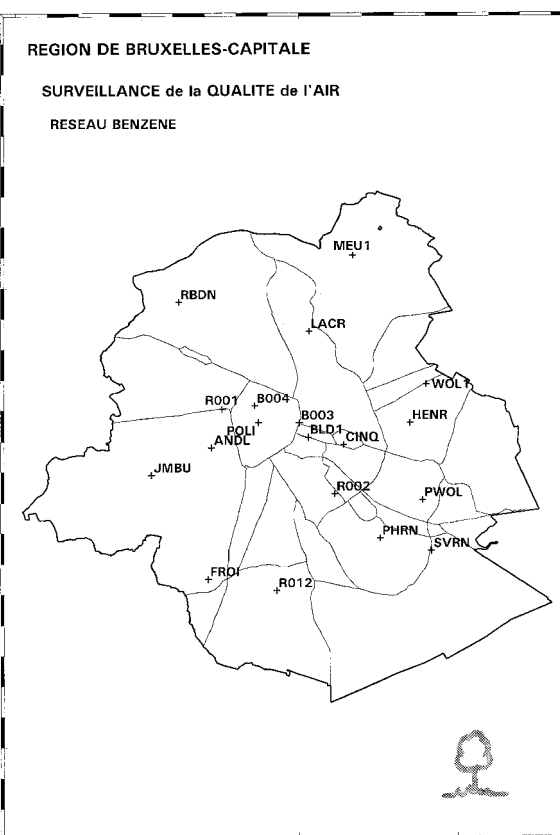 REGION DE BRUXELLES-CAPITALE
SURVEILLANCE de la QUALITE de l'AIR
RESEAU BENZENE
MEU1
RBDN
LACR
WOL1
R001
B004
B003
HENR
POLI
BLD1
ANDL
CINQ
JMBU
R002
PWOL
PHRN
SVRN
FROI
R012